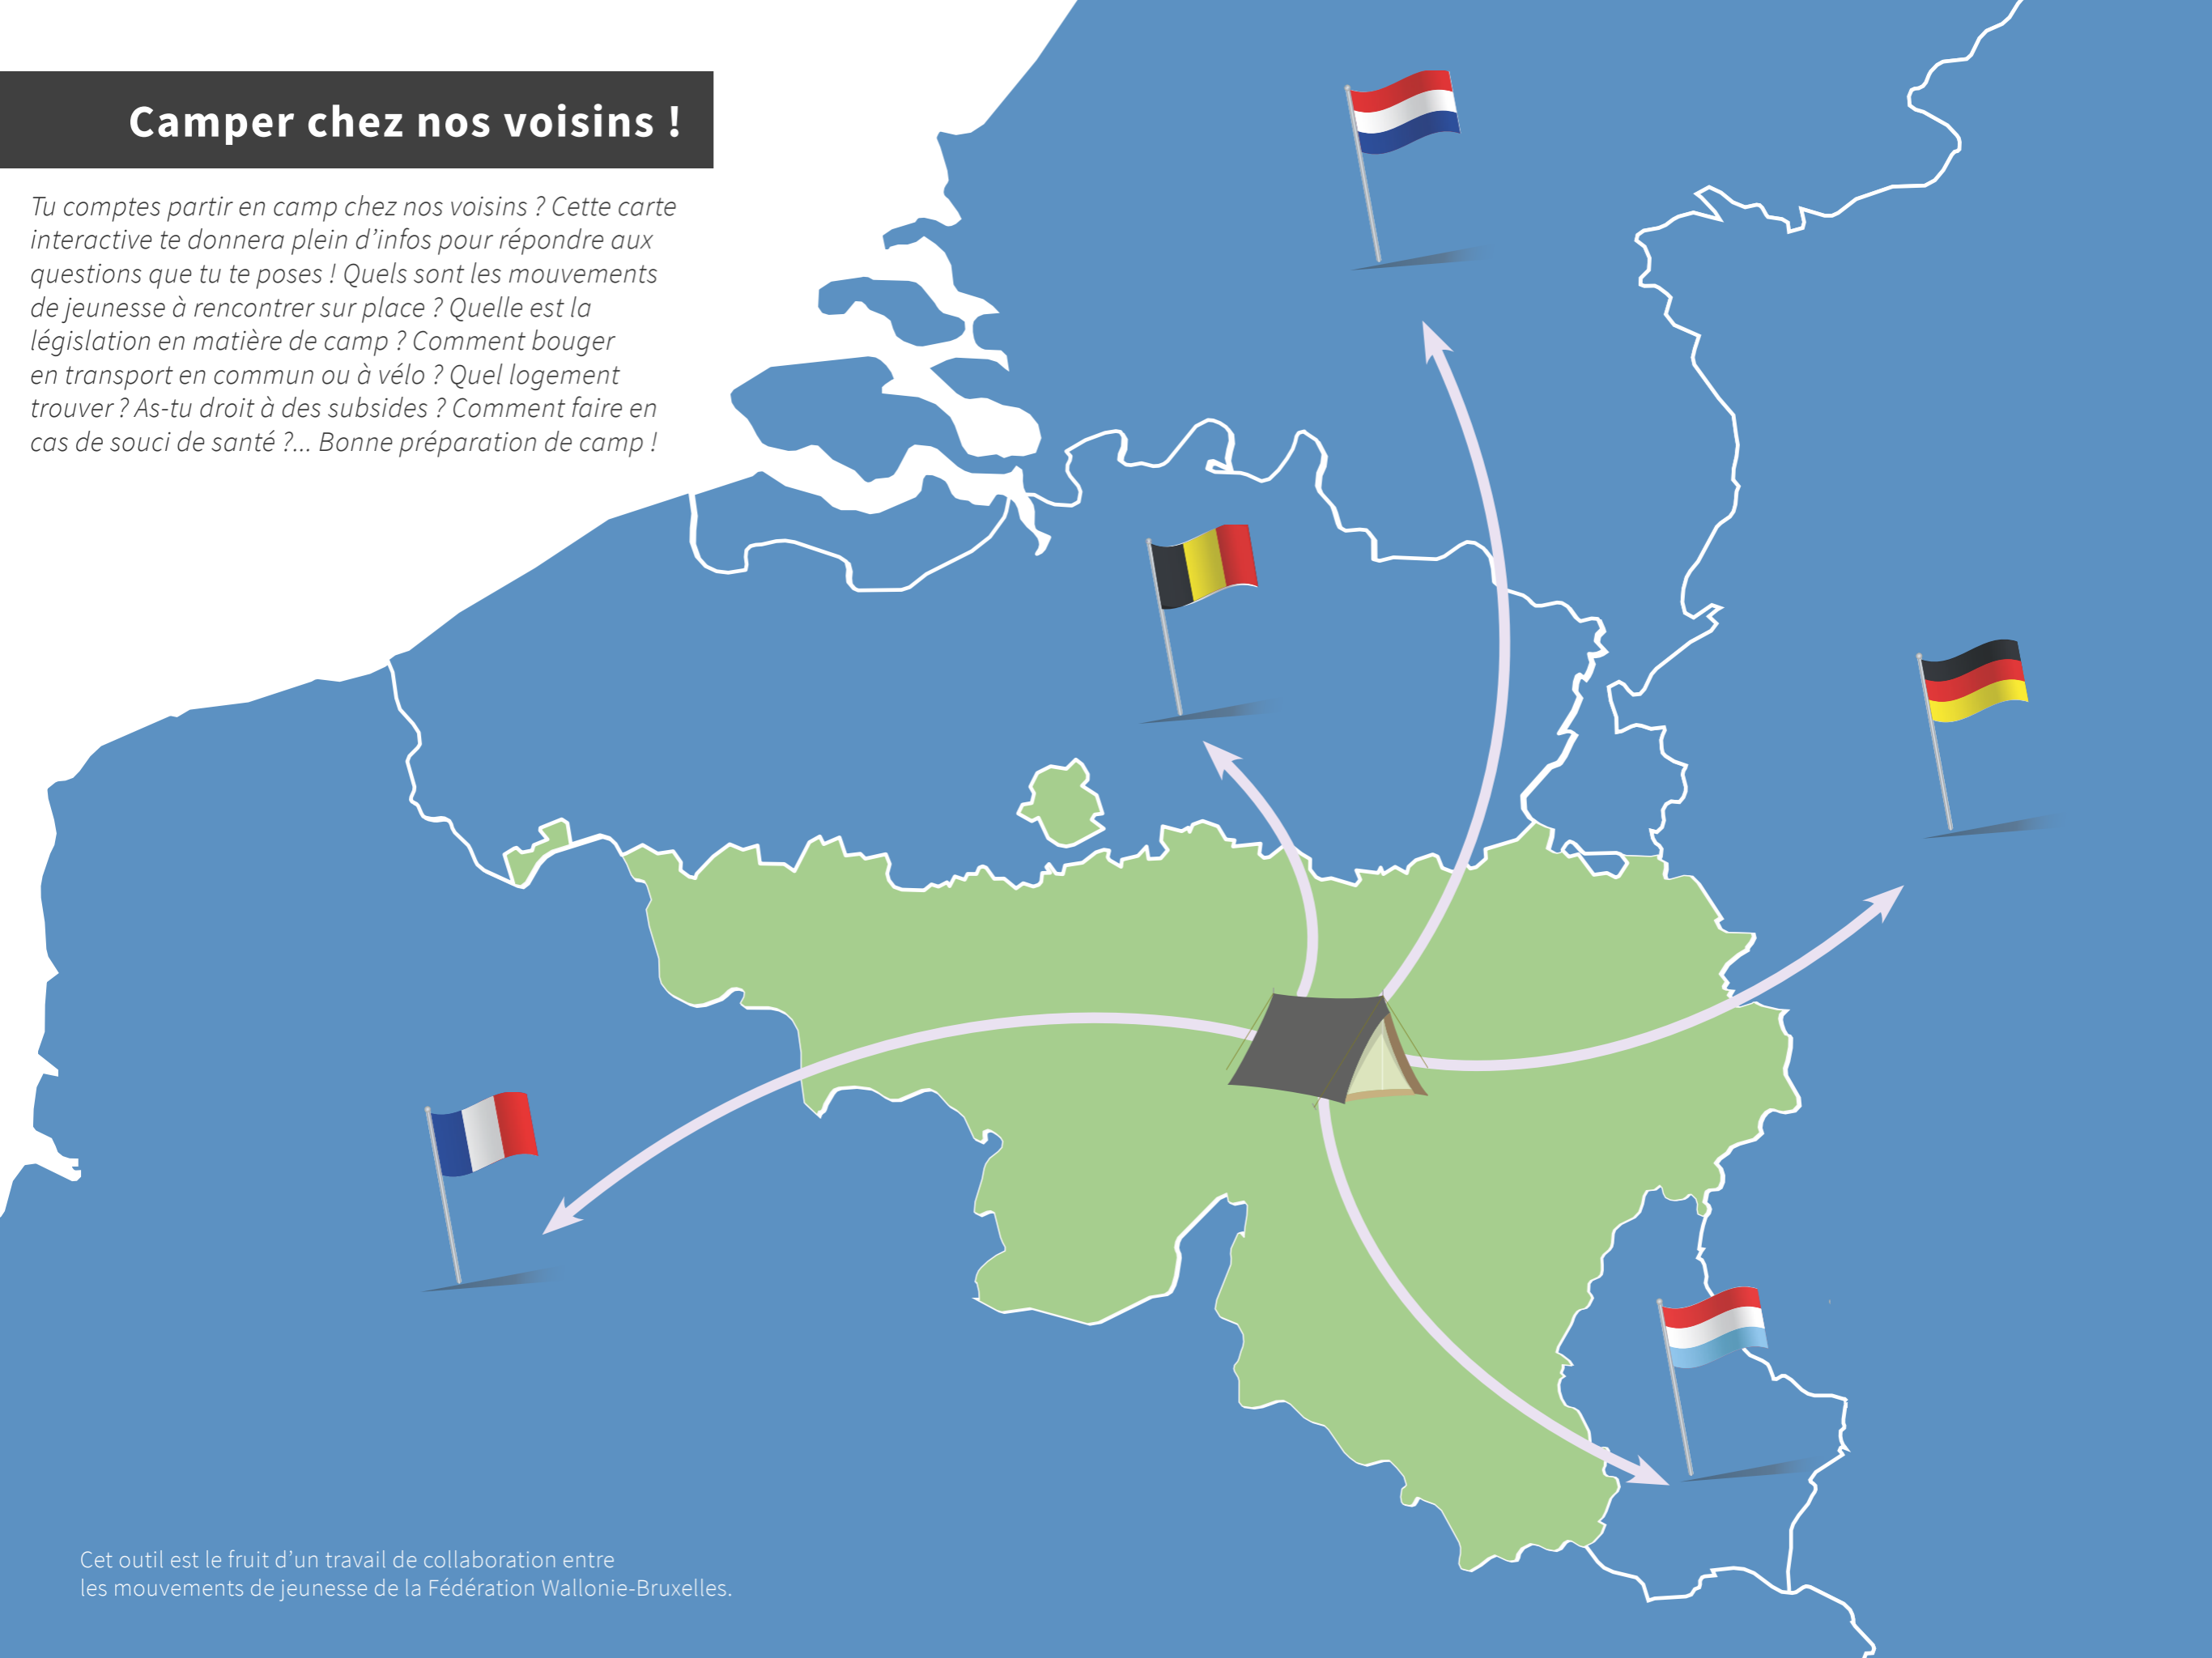 Camper chez nos voisins !
Tu comptes partir en camp chez nos voisins ? Cette carte
interactive te donnera plein d’infos pour répondre aux
questions que tu te poses ! Quels sont les mouvements
de jeunesse à rencontrer sur place ? Quelle est la
législation en matière de camp ? Comment bouger
en transport en commun ou à vélo ? Quel logement
trouver ? As-tu droit à des subsides ? Comment faire en
cas de souci de santé ?... Bonne préparation de camp !
Cet outil est le fruit d’un travail de collaboration entre
les mouvements de jeunesse de la Fédération Wallonie-Bruxelles.